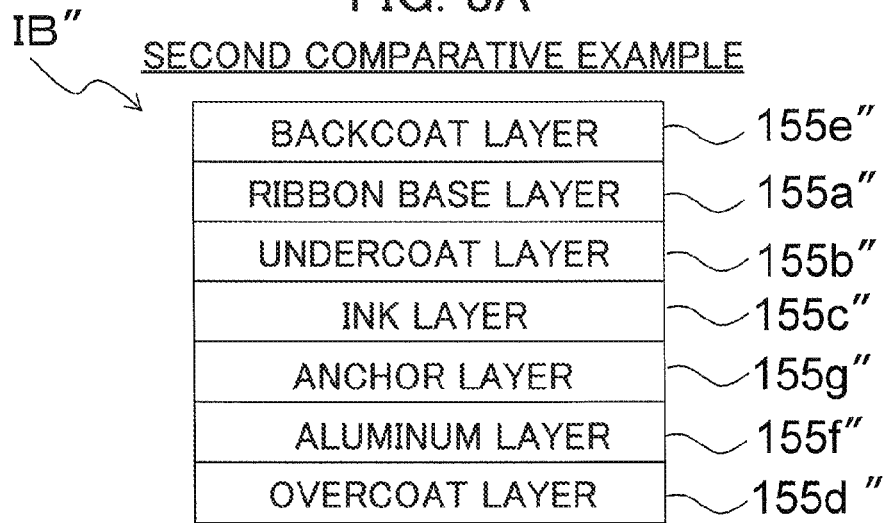 IB″
SECOND COMPARATIVE EXAMPLE
BACKCOAT LAYER 155e″
RIBBON BASE LAYER 155a″
UNDERCOAT LAYER 155b″
INK LAYER 155c″
ANCHOR LAYER 155g″
ALUMINUM LAYER 155f″
OVERCOAT LAYER 155d ″